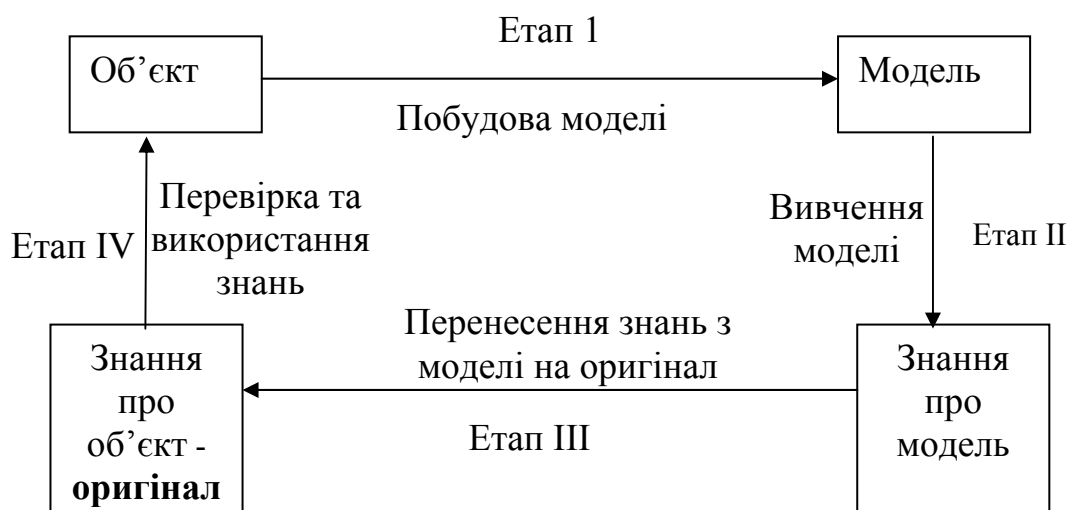 Етап 1
Об’єкт
Модель
Побудова моделі
Перевірка та
використання
знань
Етап IV
Вивчення
моделі
Етап II
Перенесення знань з
моделі на оригінал
Етап III
Знання
про
об’єкт -
оригінал
Знання
про
модель